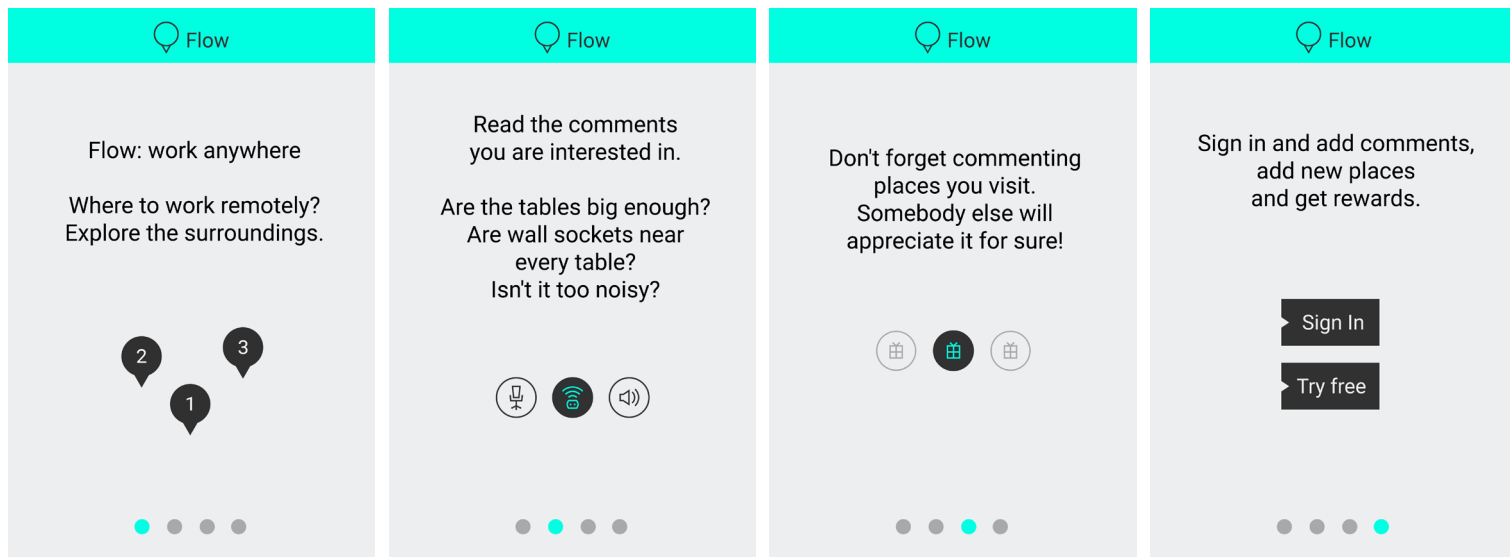 Flow
Flow: work anywhere
Where to work remotely?
Explore the surroundings.
2
3
1
Flow
Read the comments
you are interested in.
Are the tables big enough?
Are wall sockets near
every table?
Isn't it too noisy?
Flow
Don't forget commenting
places you visit.
Somebody else will
appreciate it for sure!
Flow
Sign in and add comments,
add new places
and get rewards.
Sign In
Try free